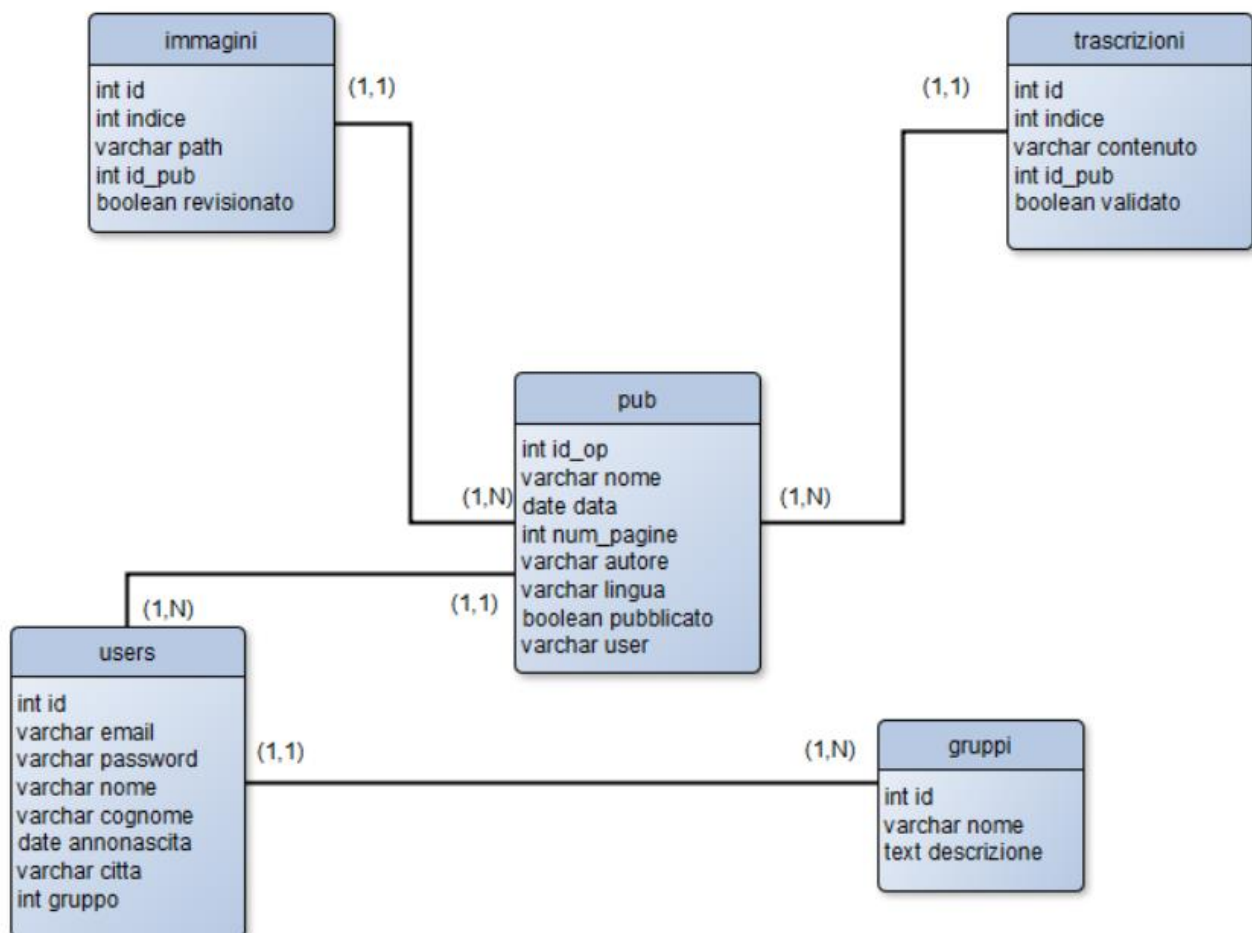 immagini
int id
int indice
varchar path
int id_pub
boolean revisionato
(1,1)
trascrizioni
int id
int indice
varchar contenuto
int id_pub
boolean validato
(1,1)
pub
int id_op
varchar nome
date data
int num_pagine
varchar autore
varchar lingua
boolean pubblicato
varchar user
(1,N)
(1,N)
(1,1)
(1,N)
users
int id
varchar email
varchar password
varchar nome
varchar cognome
date annonascita
varchar citta
int gruppo
(1,1)
(1,N)
gruppi
int id
varchar nome
text descrizione